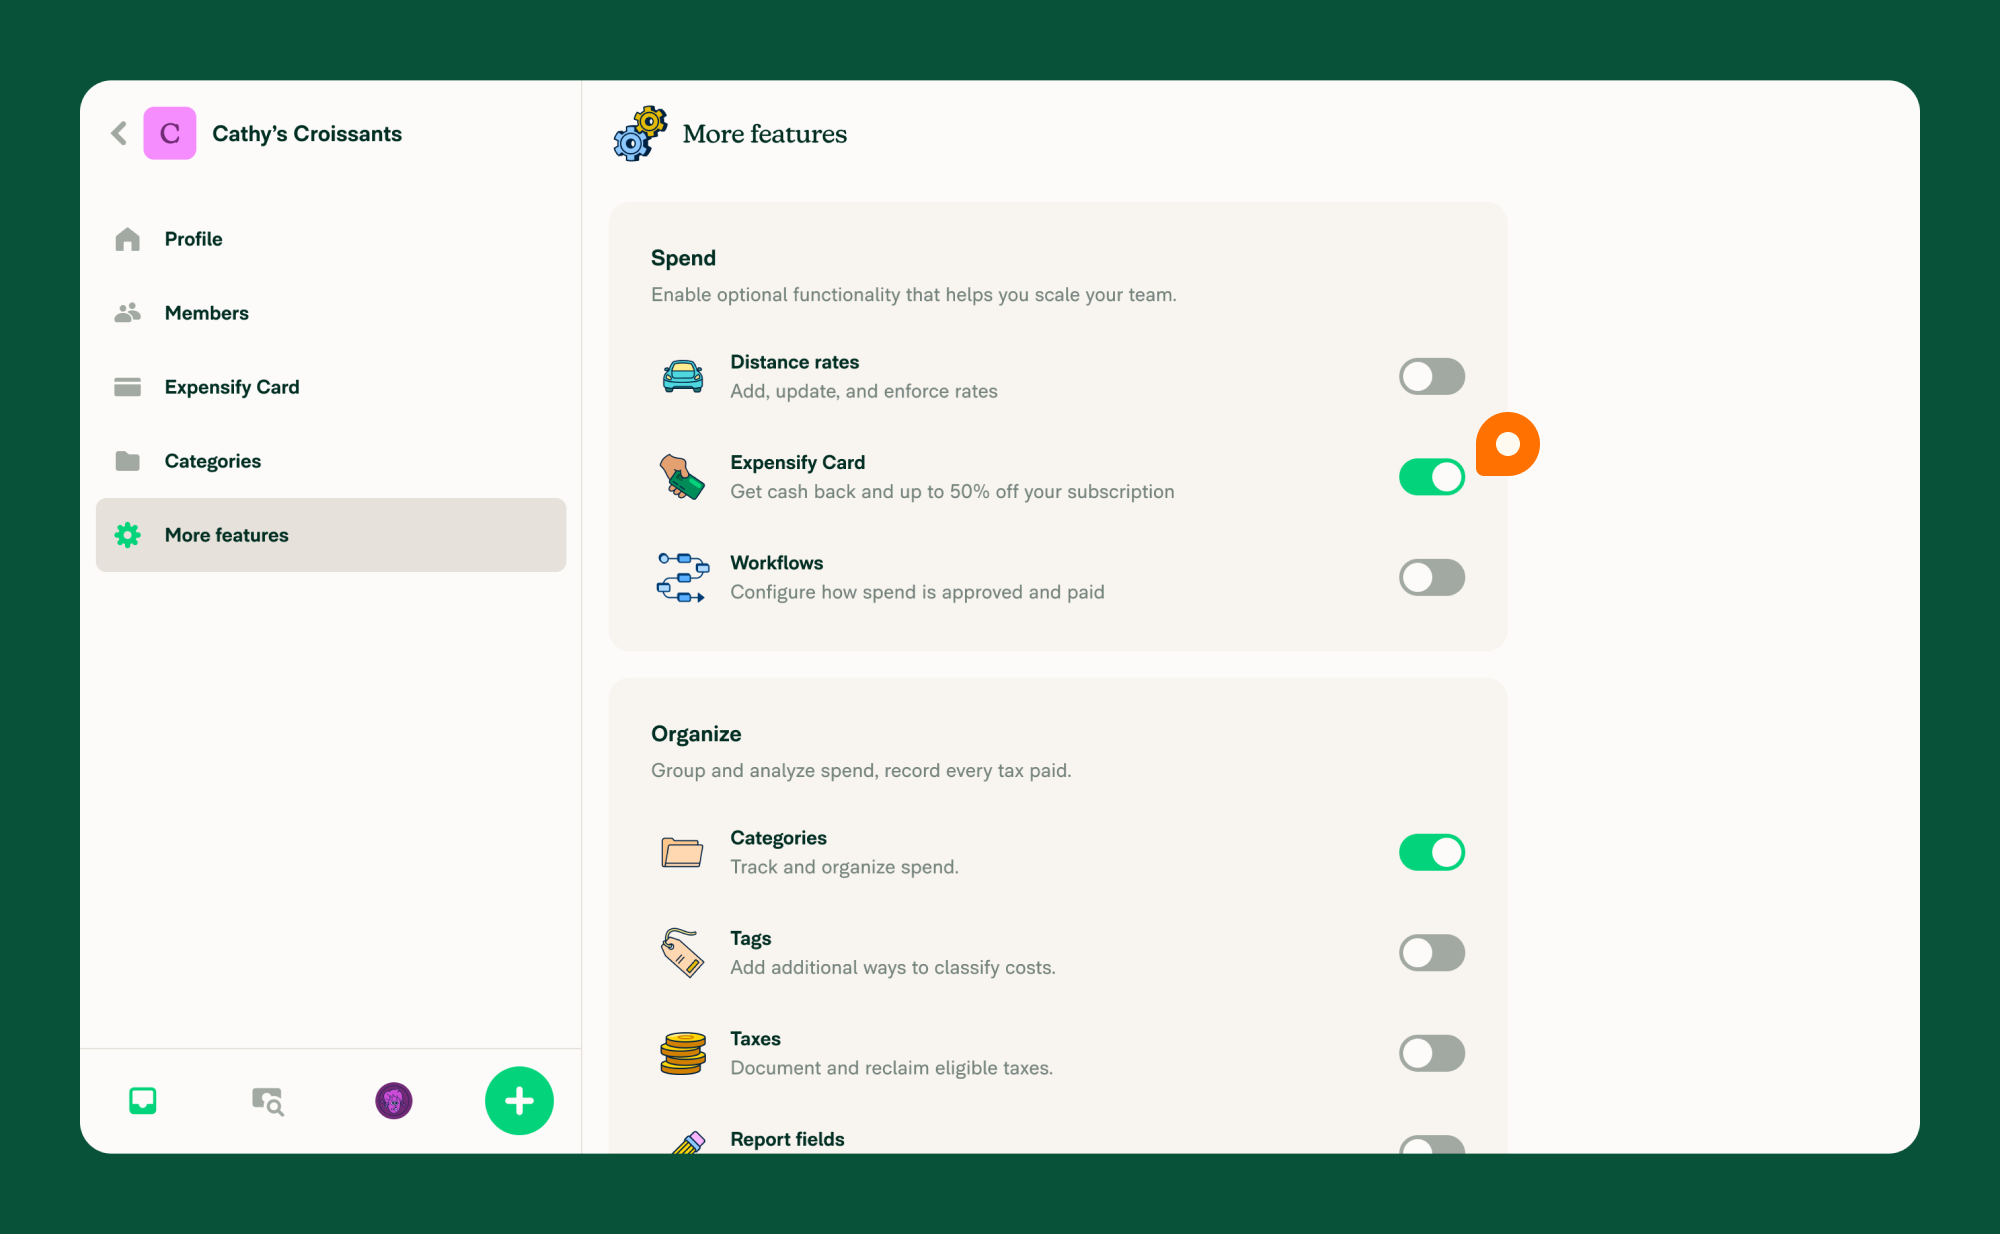 C
Cathy’s Croissants
Profile
Members
Expensify Card
Categories
More features
More features
Spend
Enable optional functionality that helps you scale your team.
Distance rates
Add, update, and enforce rates
Expensify Card
Get cash back and up to 50% off your subscription
Workflows
Configure how spend is approved and paid
Organize
Group and analyze spend, record every tax paid.
Categories
Track and organize spend.
Tags
Add additional ways to classify costs.
Taxes
Document and reclaim eligible taxes.
Report fields